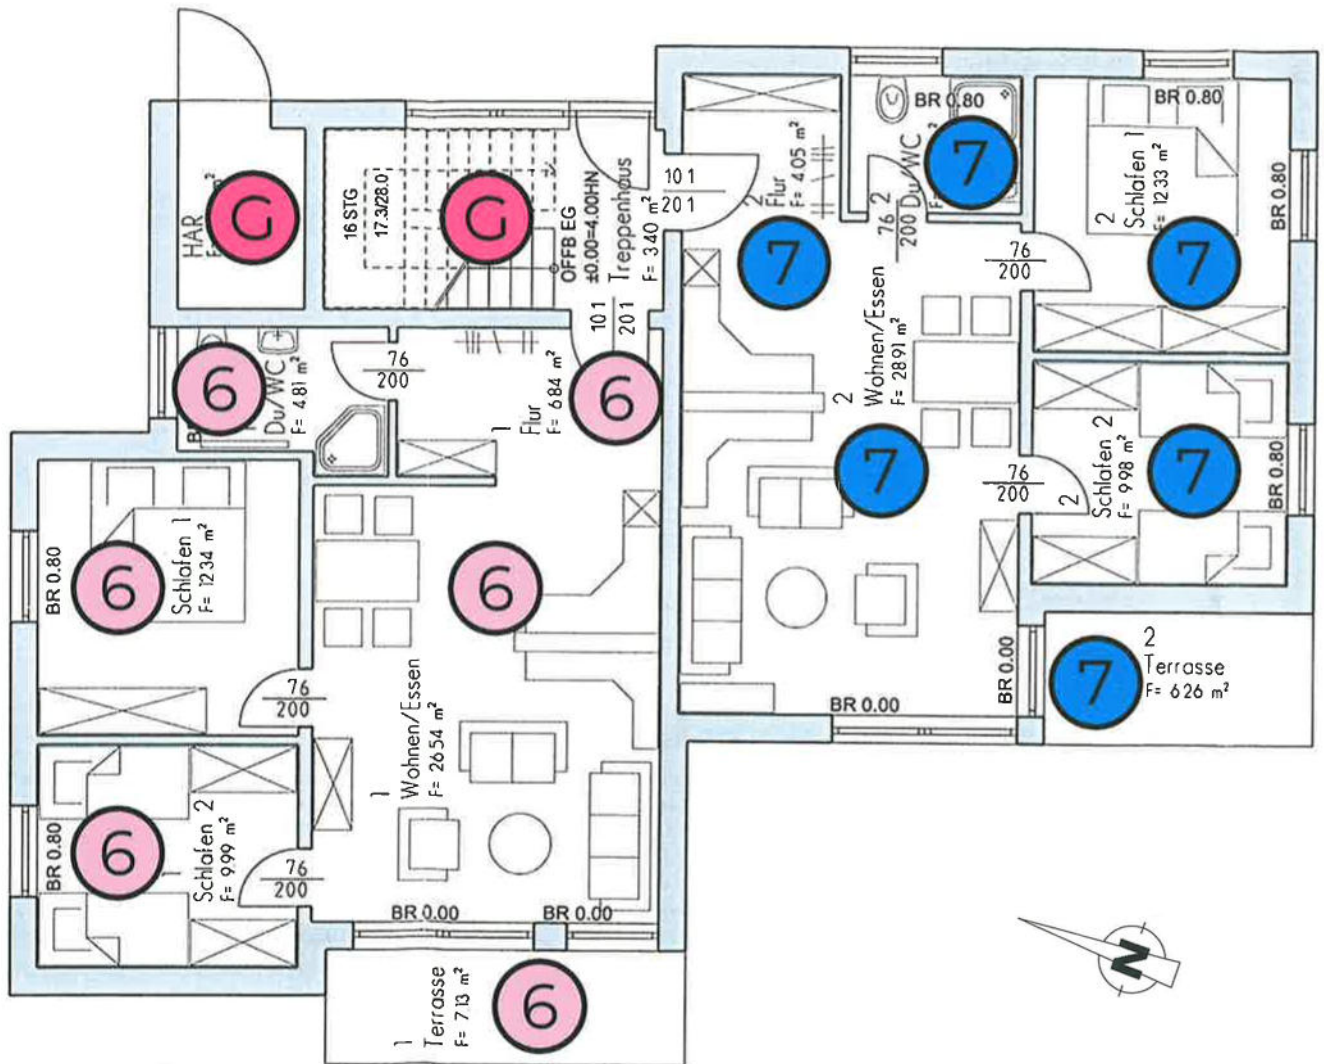 HAR
m²
G
16 STG
17.3/28.0
G
OFFB EG
±0.00=4.00HN
Treppenhaus
F= 3.40 m²
101
201
101
201
2
Flur
F= 4.05 m²
7
BR 0.80
2
Du/WC
7
76
200
BR 0.80
2
Schlafen 1
F= 12.33 m²
BR 0.80
7
76
200
6
Du/WC
F= 4.81 m²
76
200
1
Flur
F= 6.84 m²
6
2
Wohnen/Essen
F= 28.91 m²
7
76
200
2
Schlafen 2
F= 9.98 m²
7
BR 0.80
BR 0.80
6
Schlafen 1
F= 12.34 m²
6
76
200
BR 0.00
BR 0.00
7
2
Terrasse
F= 6.26 m²
1
Wohnen/Essen
F= 26.54 m²
BR 0.80
6
1
Schlafen 2
F= 9.99 m²
76
200
BR 0.00
BR 0.00
1
Terrasse
F= 7.13 m²
6
N